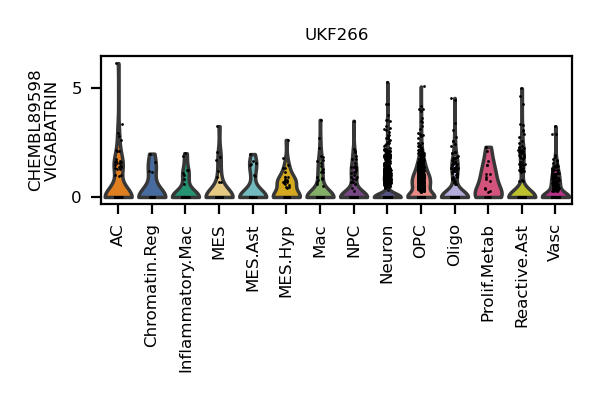 UKF266
CHEMBL89598
VIGABATRIN
5
0
AC
Chromatin.Reg
Inflammatory.Mac
MES
MES.Ast
MES.Hyp
Mac
NPC
Neuron
OPC
Oligo
Prolif.Metab
Reactive.Ast
Vasc